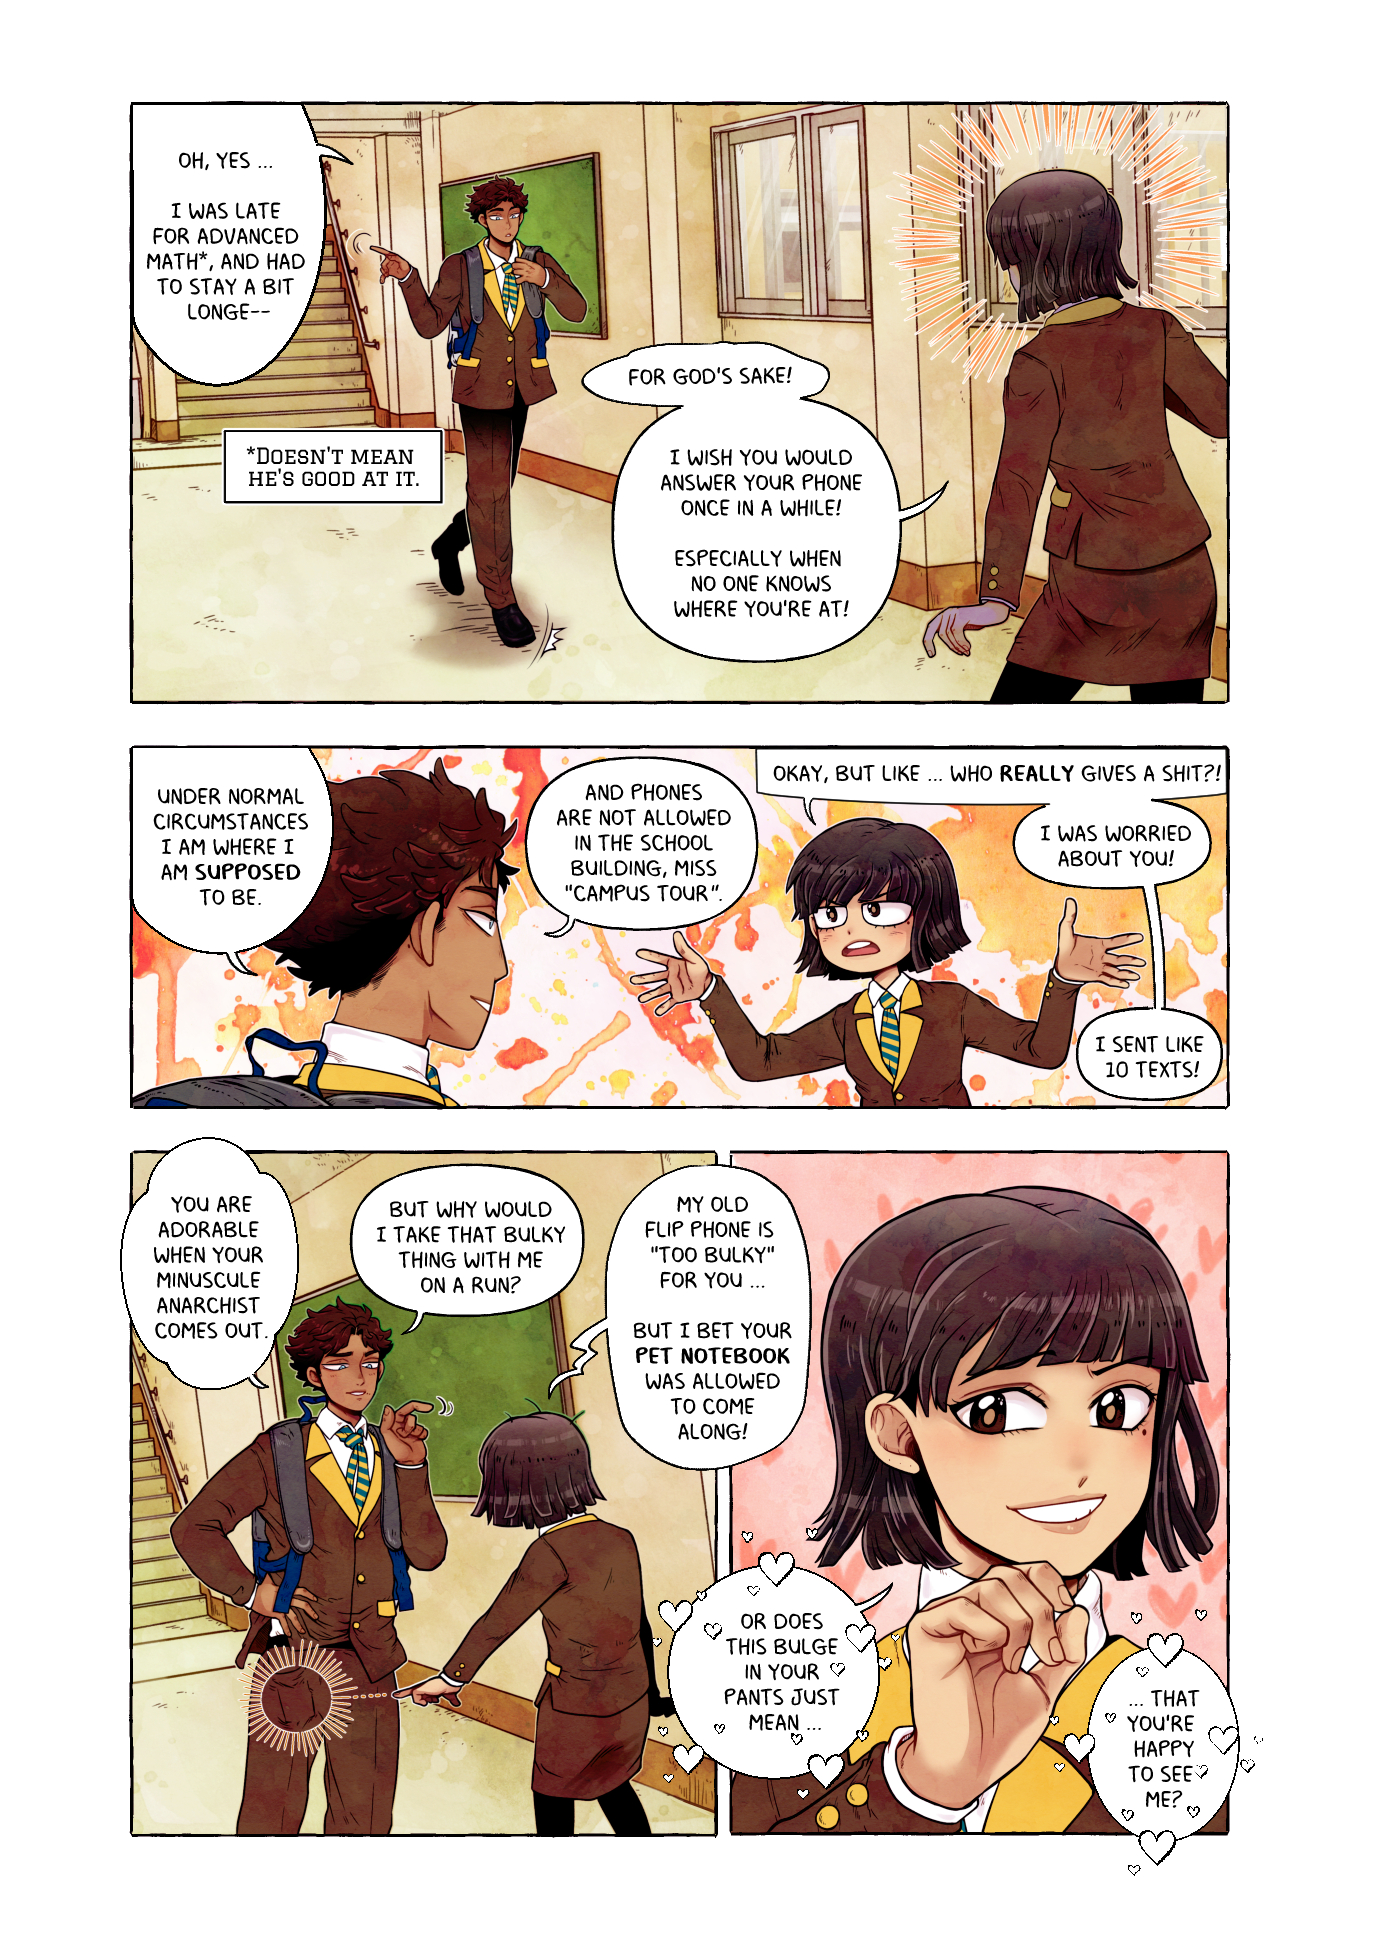 OH, YES ...
I WAS LATE
FOR ADVANCED
MATH*, AND HAD
TO STAY A BIT
LONGE--
*DOESN'T MEAN
HE'S GOOD AT IT.
FOR GOD'S SAKE!
I WISH YOU WOULD
ANSWER YOUR PHONE
ONCE IN A WHILE!
ESPECIALLY WHEN
NO ONE KNOWS
WHERE YOU'RE AT!
UNDER NORMAL
CIRCUMSTANCES
I AM WHERE I
AM SUPPOSED
TO BE.
AND PHONES
ARE NOT ALLOWED
IN THE SCHOOL
BUILDING, MISS
"CAMPUS TOUR".
OKAY, BUT LIKE ... WHO REALLY GIVES A SHIT?!
I WAS WORRIED
ABOUT YOU!
I SENT LIKE
10 TEXTS!
YOU ARE
ADORABLE
WHEN YOUR
MINUSCULE
ANARCHIST
COMES OUT.
BUT WHY WOULD
I TAKE THAT BULKY
THING WITH ME
ON A RUN?
MY OLD
FLIP PHONE IS
"TOO BULKY"
FOR YOU ...
BUT I BET YOUR
PET NOTEBOOK
WAS ALLOWED
TO COME
ALONG!
OR DOES
THIS BULGE
IN YOUR
PANTS JUST
MEAN ...
... THAT
YOU'RE
HAPPY
TO SEE
ME?